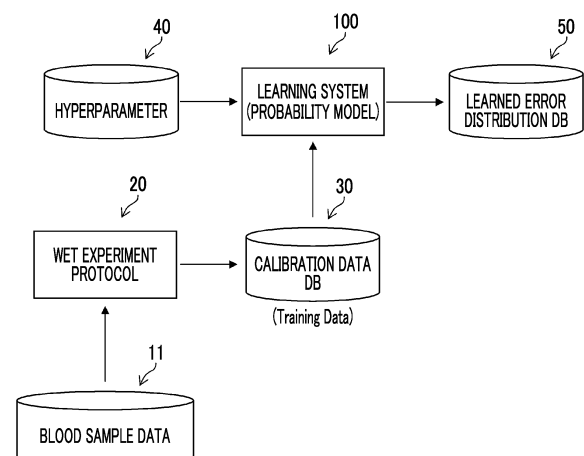 40
100
50
HYPERPARAMETER
LEARNING SYSTEM
(PROBABILITY MODEL)
LEARNED ERROR
DISTRIBUTION DB
20
30
WET EXPERIMENT
PROTOCOL
CALIBRATION DATA
DB
(Training Data)
11
BLOOD SAMPLE DATA